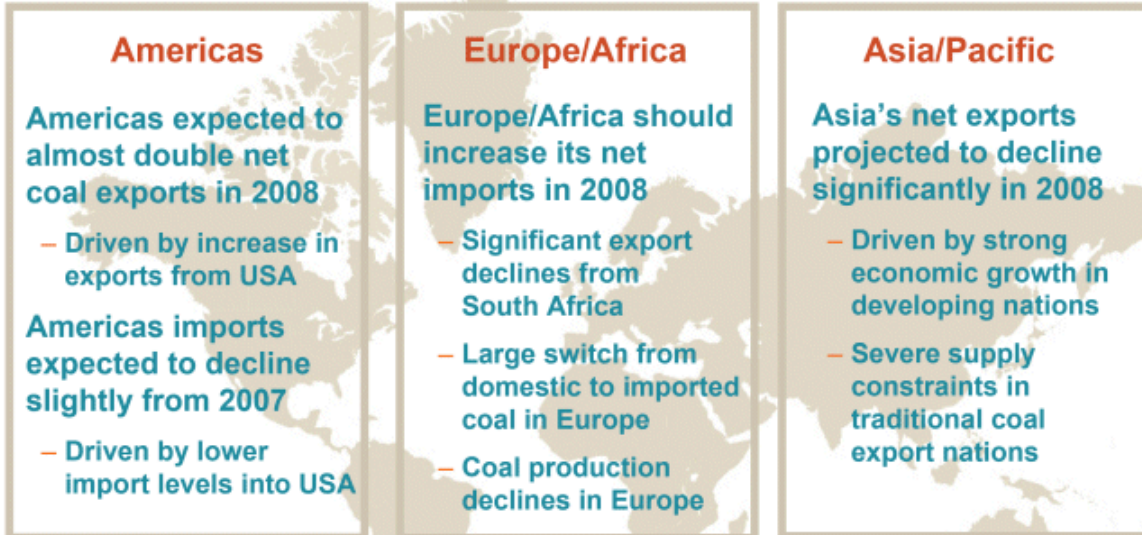 Americas
Americas expected to
almost double net
coal exports in 2008
– Driven by increase in
exports from USA
Americas imports
expected to decline
slightly from 2007
– Driven by lower
import levels into USA
Europe/Africa
Europe/Africa should
increase its net
imports in 2008
– Significant export
declines from
South Africa
– Large switch from
domestic to imported
coal in Europe
– Coal production
declines in Europe
Asia/Pacific
Asia's net exports
projected to decline
significantly in 2008
– Driven by strong
economic growth in
developing nations
– Severe supply
constraints in
traditional coal
export nations